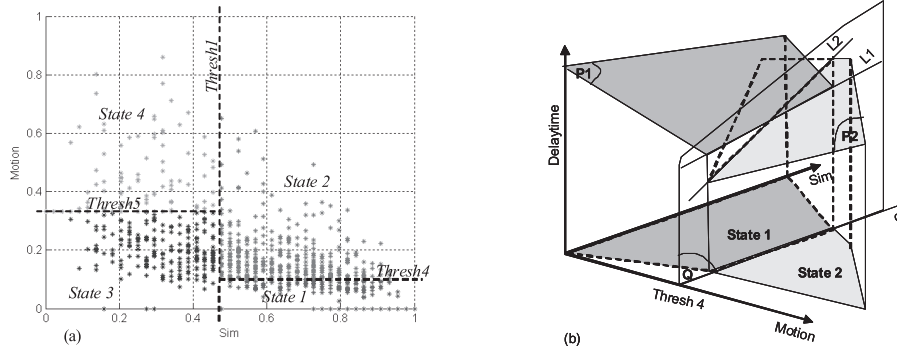 1
0.8
0.6
0.4
0.2
0
Motion
State 4
Thresh1
State 2
Thresh5
Thresh4
State 3
State 1
0
0.2
0.4
0.6
0.8
1
Sim
(a)
Delaytime
P1
L2
L1
P2
Sim
State 1
State 2
Q
Thresh 4
Motion
(b)